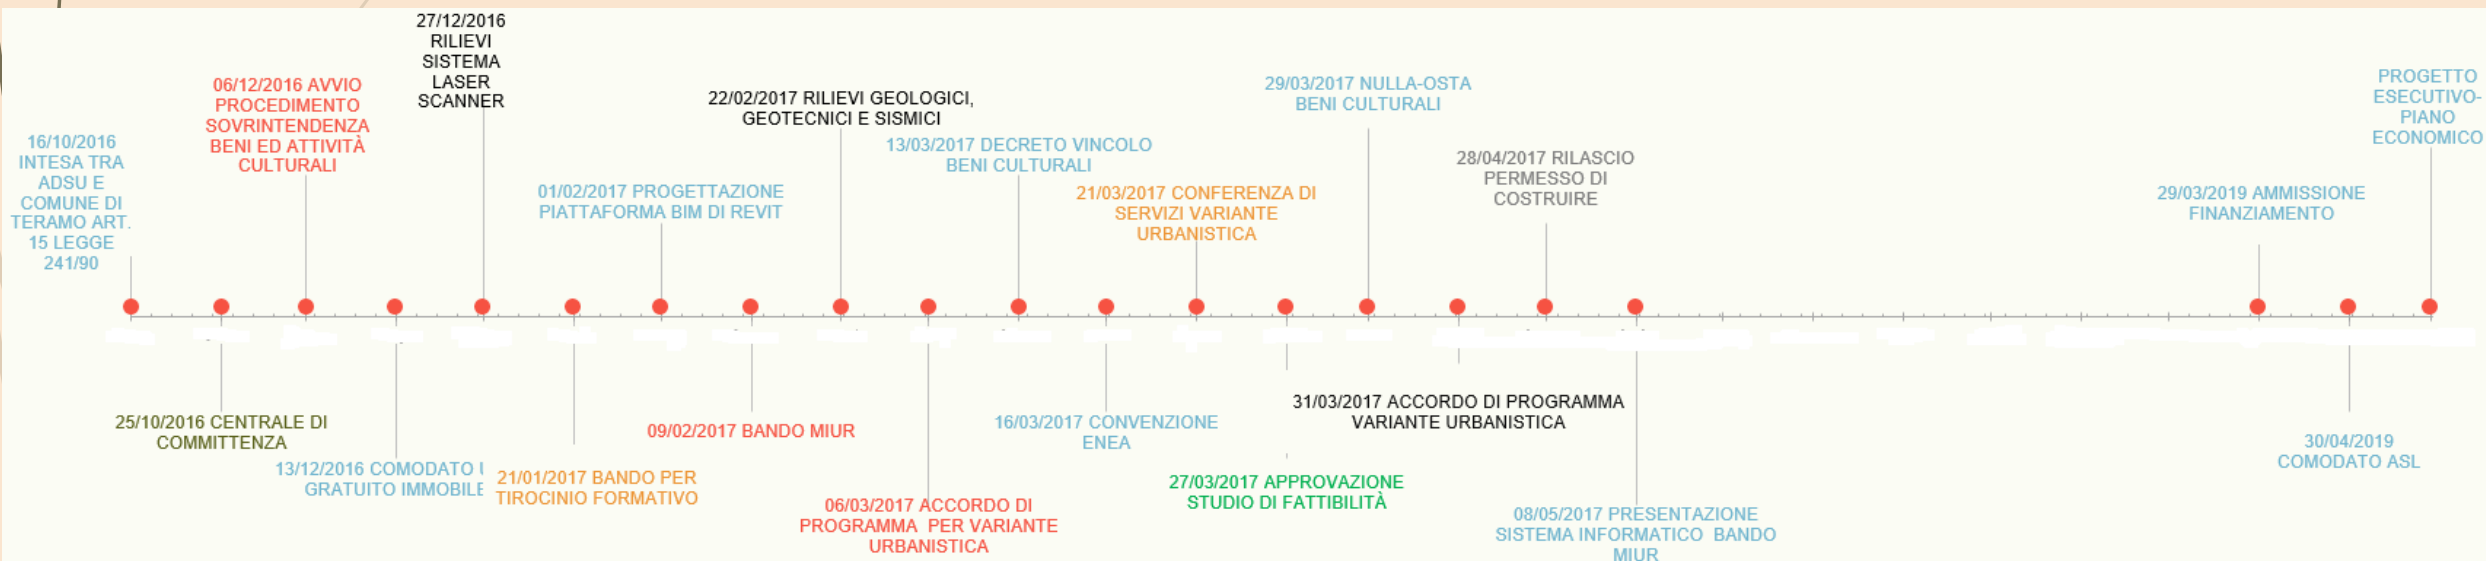 16/10/2016
INTESA TRA
ADSU E
COMUNE DI
TERAMO ART.
15 LEGGE
241/90
25/10/2016 CENTRALE DI
COMMITTENZA
06/12/2016 AVVIO
PROCEDIMENTO
SOVRINTENDENZA
BENI ED ATTIVITÀ
CULTURALI
13/12/2016 COMODATO
GRATUITO IMMOBILE
27/12/2016
RILIEVI
SISTEMA
LASER
SCANNER
21/01/2017 BANDO PER
TIROCINIO FORMATIVO
01/02/2017 PROGETTAZIONE
PIATTAFORMA BIM DI REVIT
09/02/2017 BANDO MIUR
22/02/2017 RILIEVI GEOLOGICI,
GEOTECNICI E SISMICI
06/03/2017 ACCORDO DI
PROGRAMMA PER VARIANTE
URBANISTICA
13/03/2017 DECRETO VINCOLO
BENI CULTURALI
16/03/2017 CONVENZIONE
ENEA
21/03/2017 CONFERENZA DI
SERVIZI VARIANTE
URBANISTICA
27/03/2017 APPROVAZIONE
STUDIO DI FATTIBILITÀ
29/03/2017 NULLA-OSTA
BENI CULTURALI
31/03/2017 ACCORDO DI PROGRAMMA
VARIANTE URBANISTICA
28/04/2017 RILASCIO
PERMESSO DI
COSTRUIRE
08/05/2017 PRESENTAZIONE
SISTEMA INFORMATICO BANDO
MIUR
29/03/2019 AMMISSIONE
FINANZIAMENTO
30/04/2019
COMODATO ASL
PROGETTO
ESECUTIVO-
PIANO
ECONOMICO